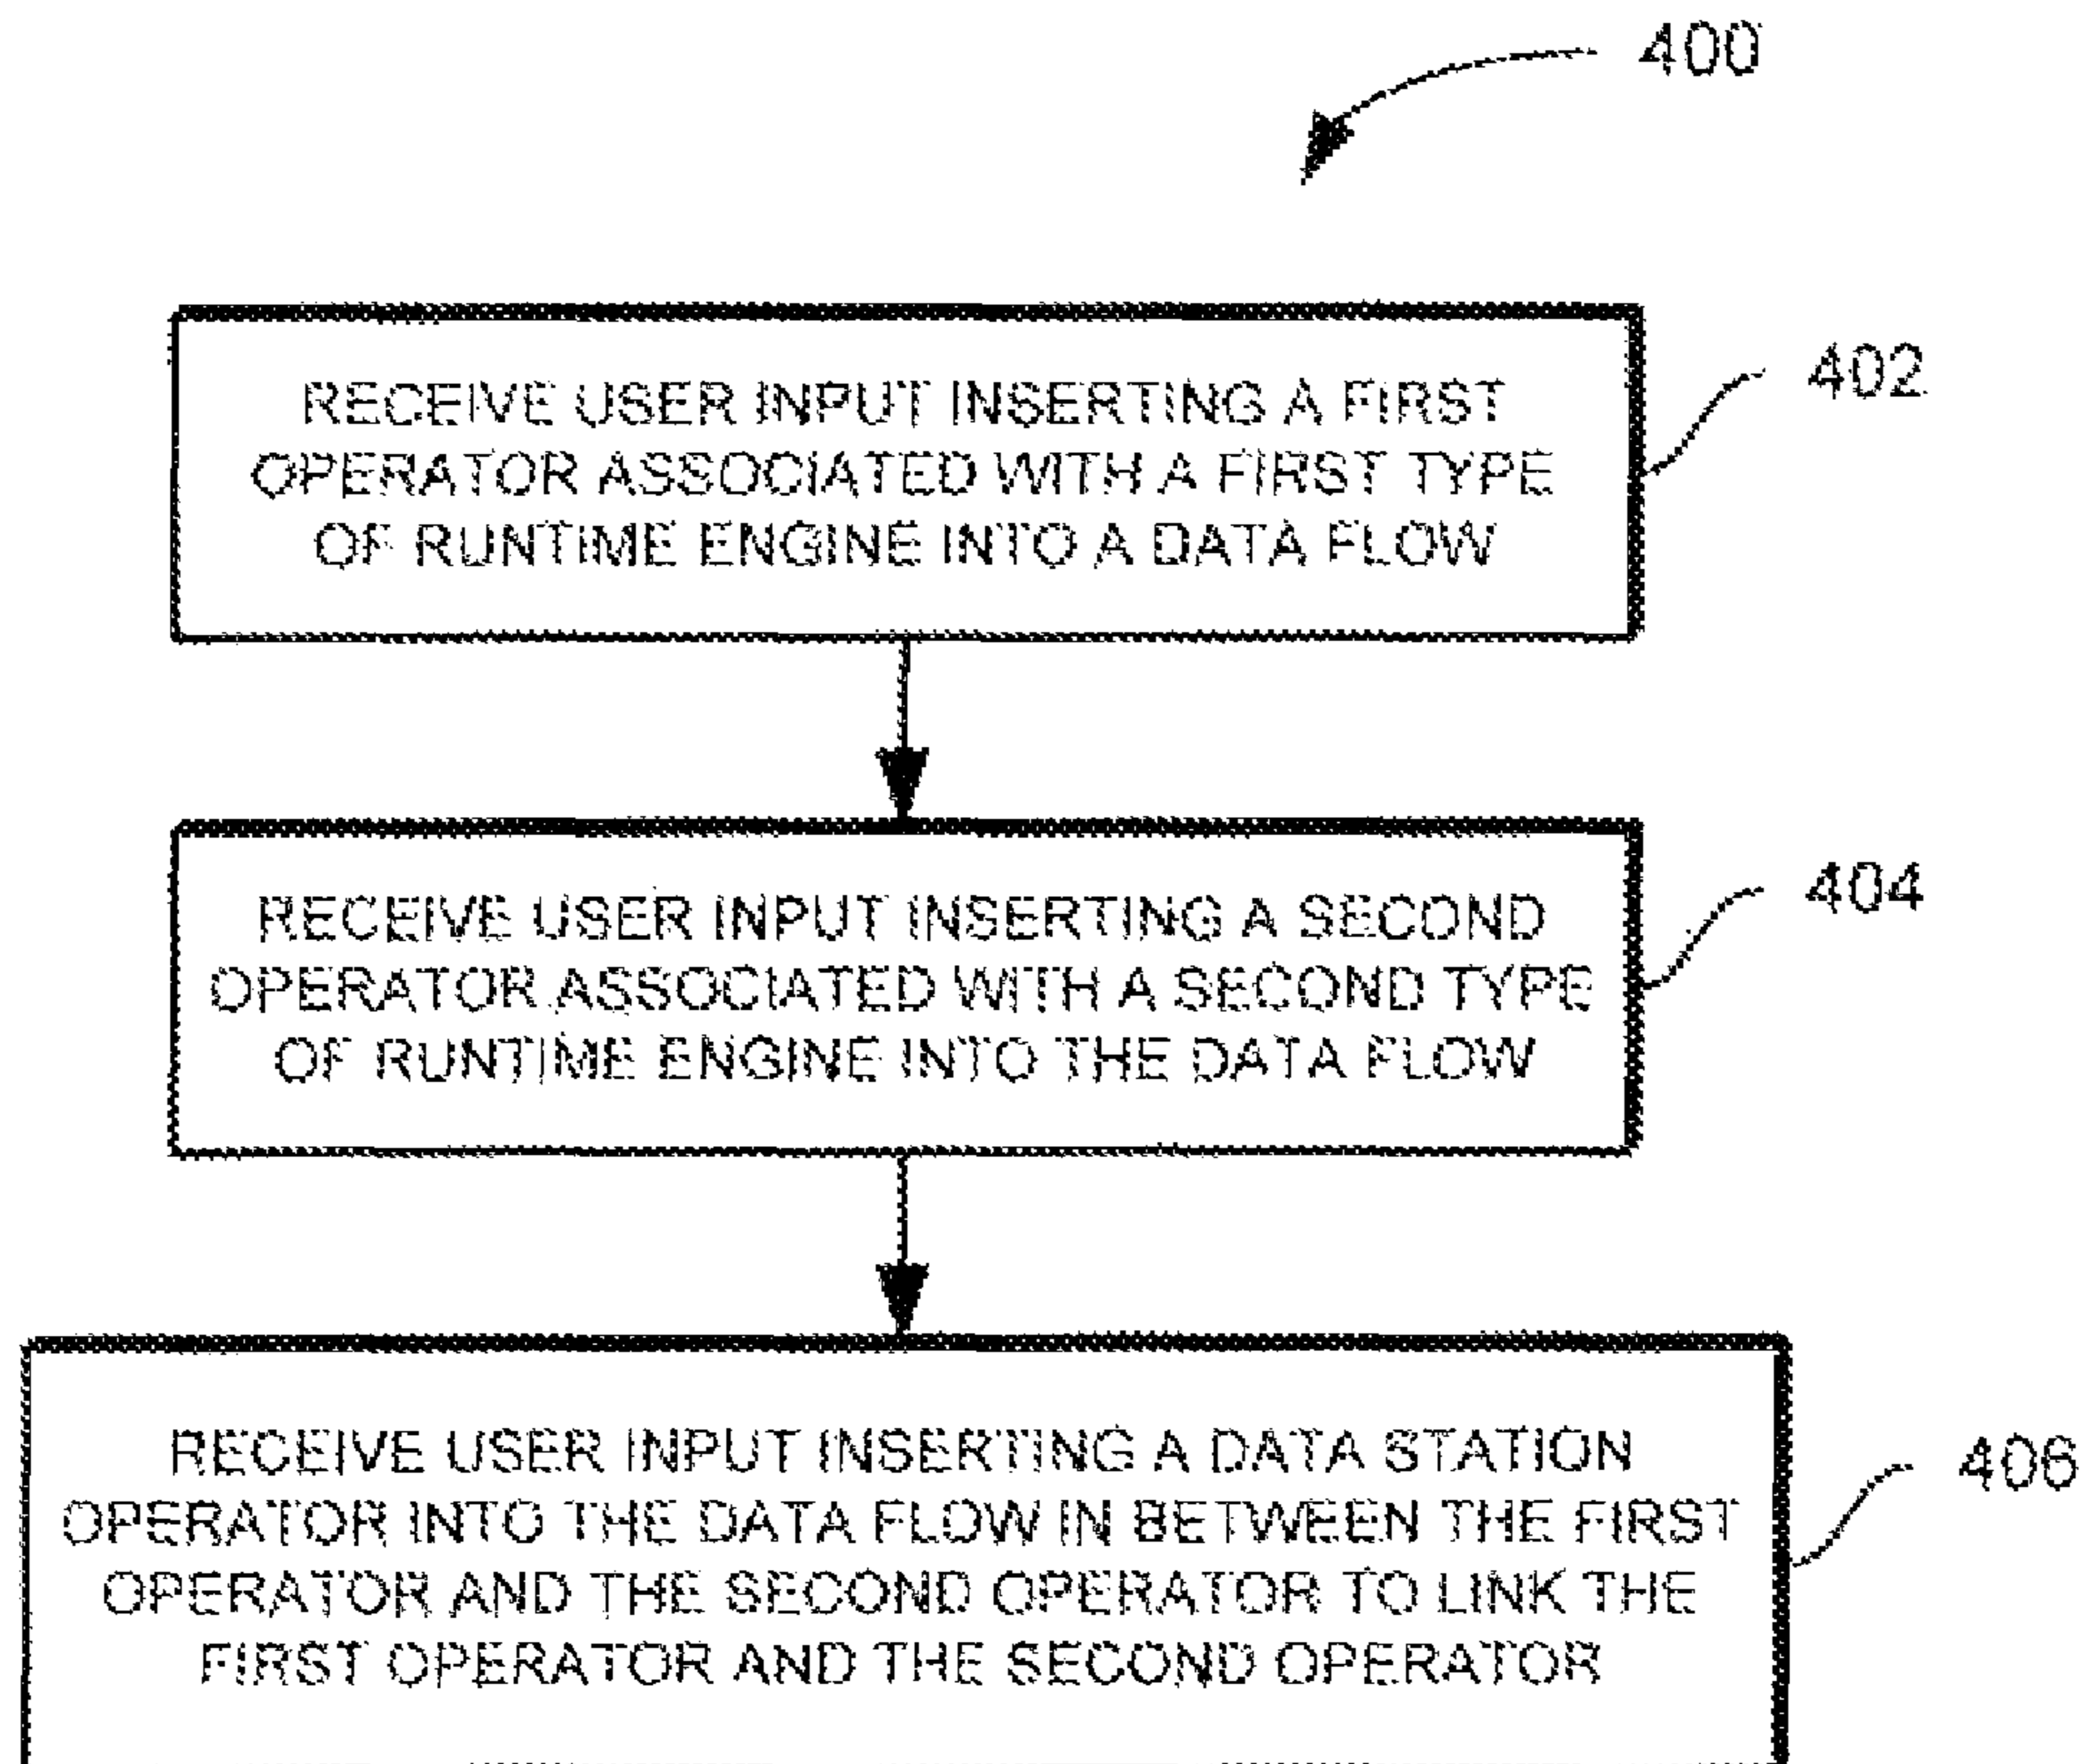 400
RECEIVE USER INPUT INSERTING A FIRST
OPERATOR ASSOCIATED WITH A FIRST TYPE
OF RUNTIME ENGINE INTO A DATA FLOW
402
RECEIVE USER INPUT INSERTING A SECOND
OPERATOR ASSOCIATED WITH A SECOND TYPE
OF RUNTIME ENGINE INTO THE DATA FLOW
404
RECEIVE USER INPUT INSERTING A DATA STATION
OPERATOR INTO THE DATA FLOW IN BETWEEN THE FIRST
OPERATOR AND THE SECOND OPERATOR TO LINK THE
FIRST OPERATOR AND THE SECOND OPERATOR
406